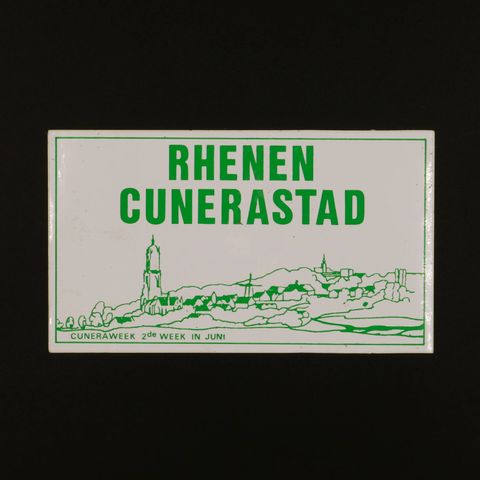 RHENEN
CUNERASTAD
CUNERAWEEK 2de WEEK IN JUNI